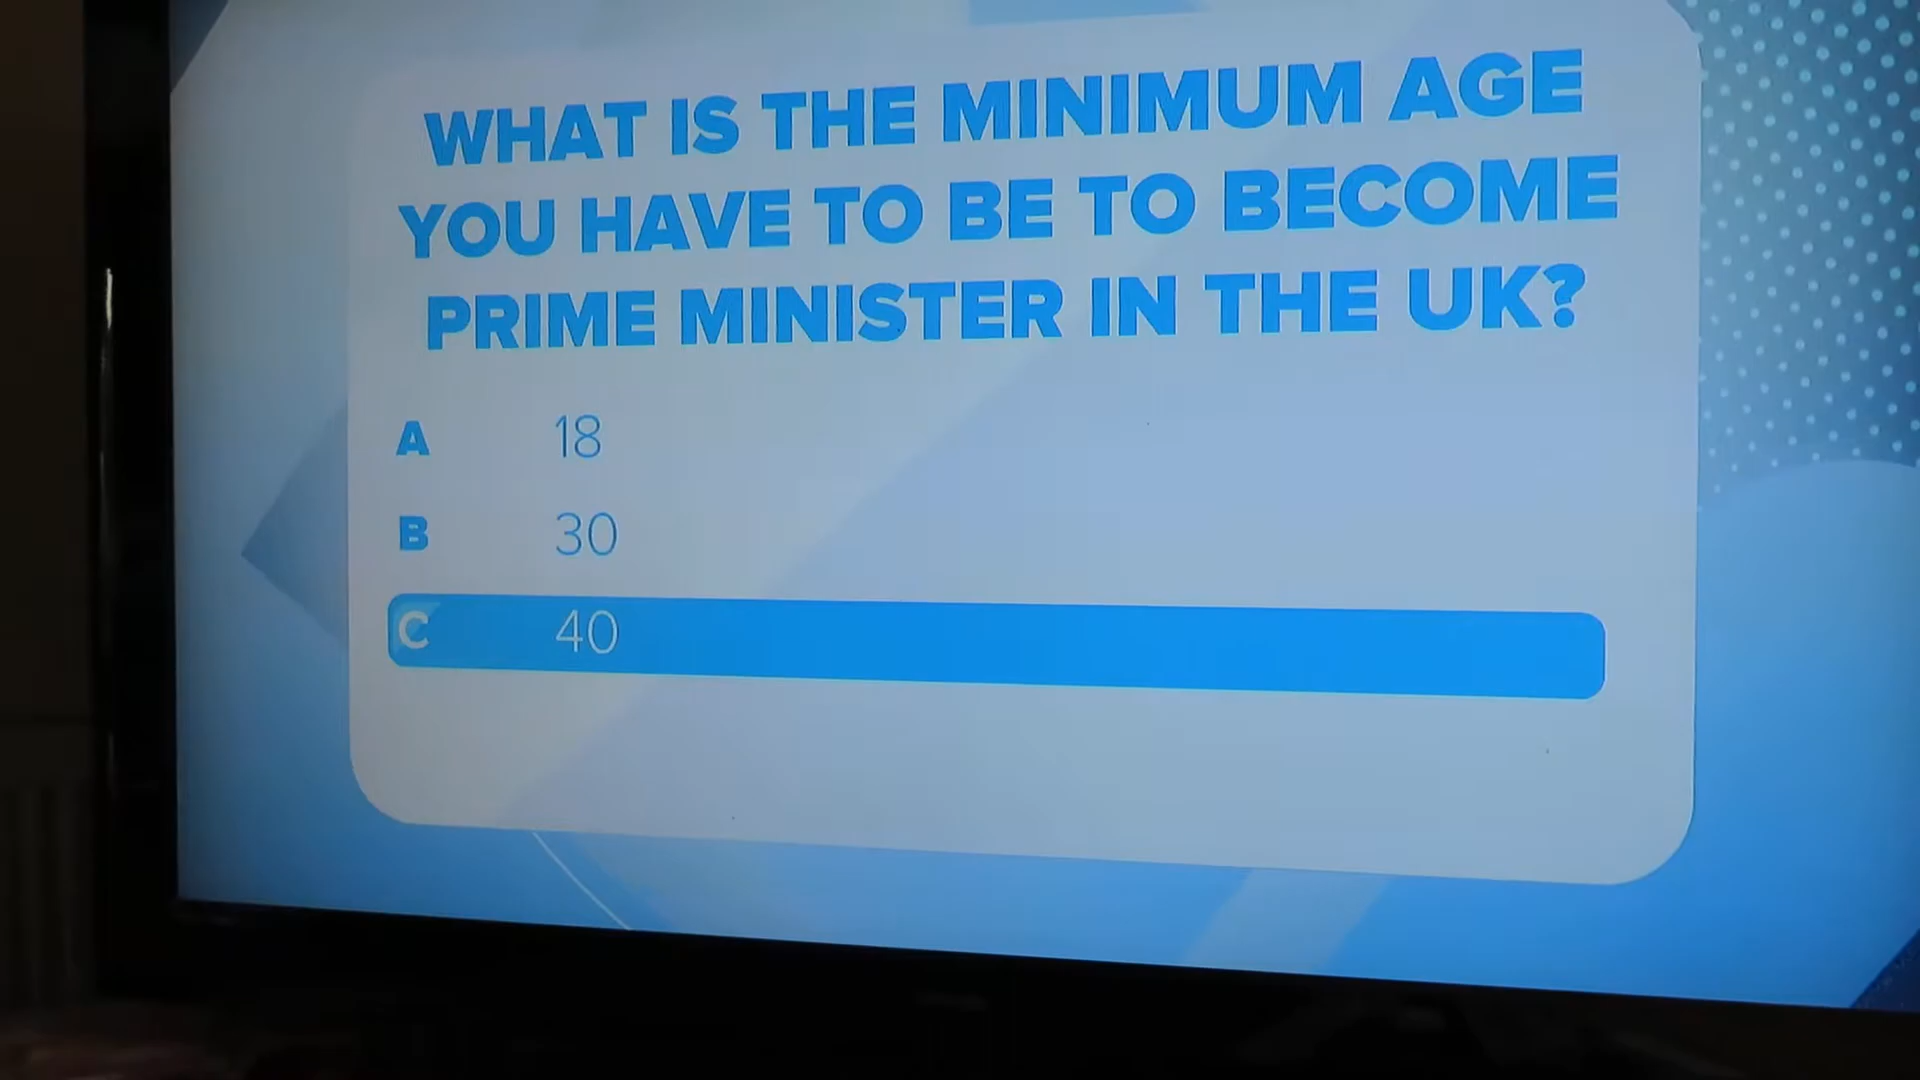 WHAT IS THE MINIMUM AGE
YOU HAVE TO BE TO BECOME
PRIME MINISTER IN THE UK?
A 18
B 30
C 40